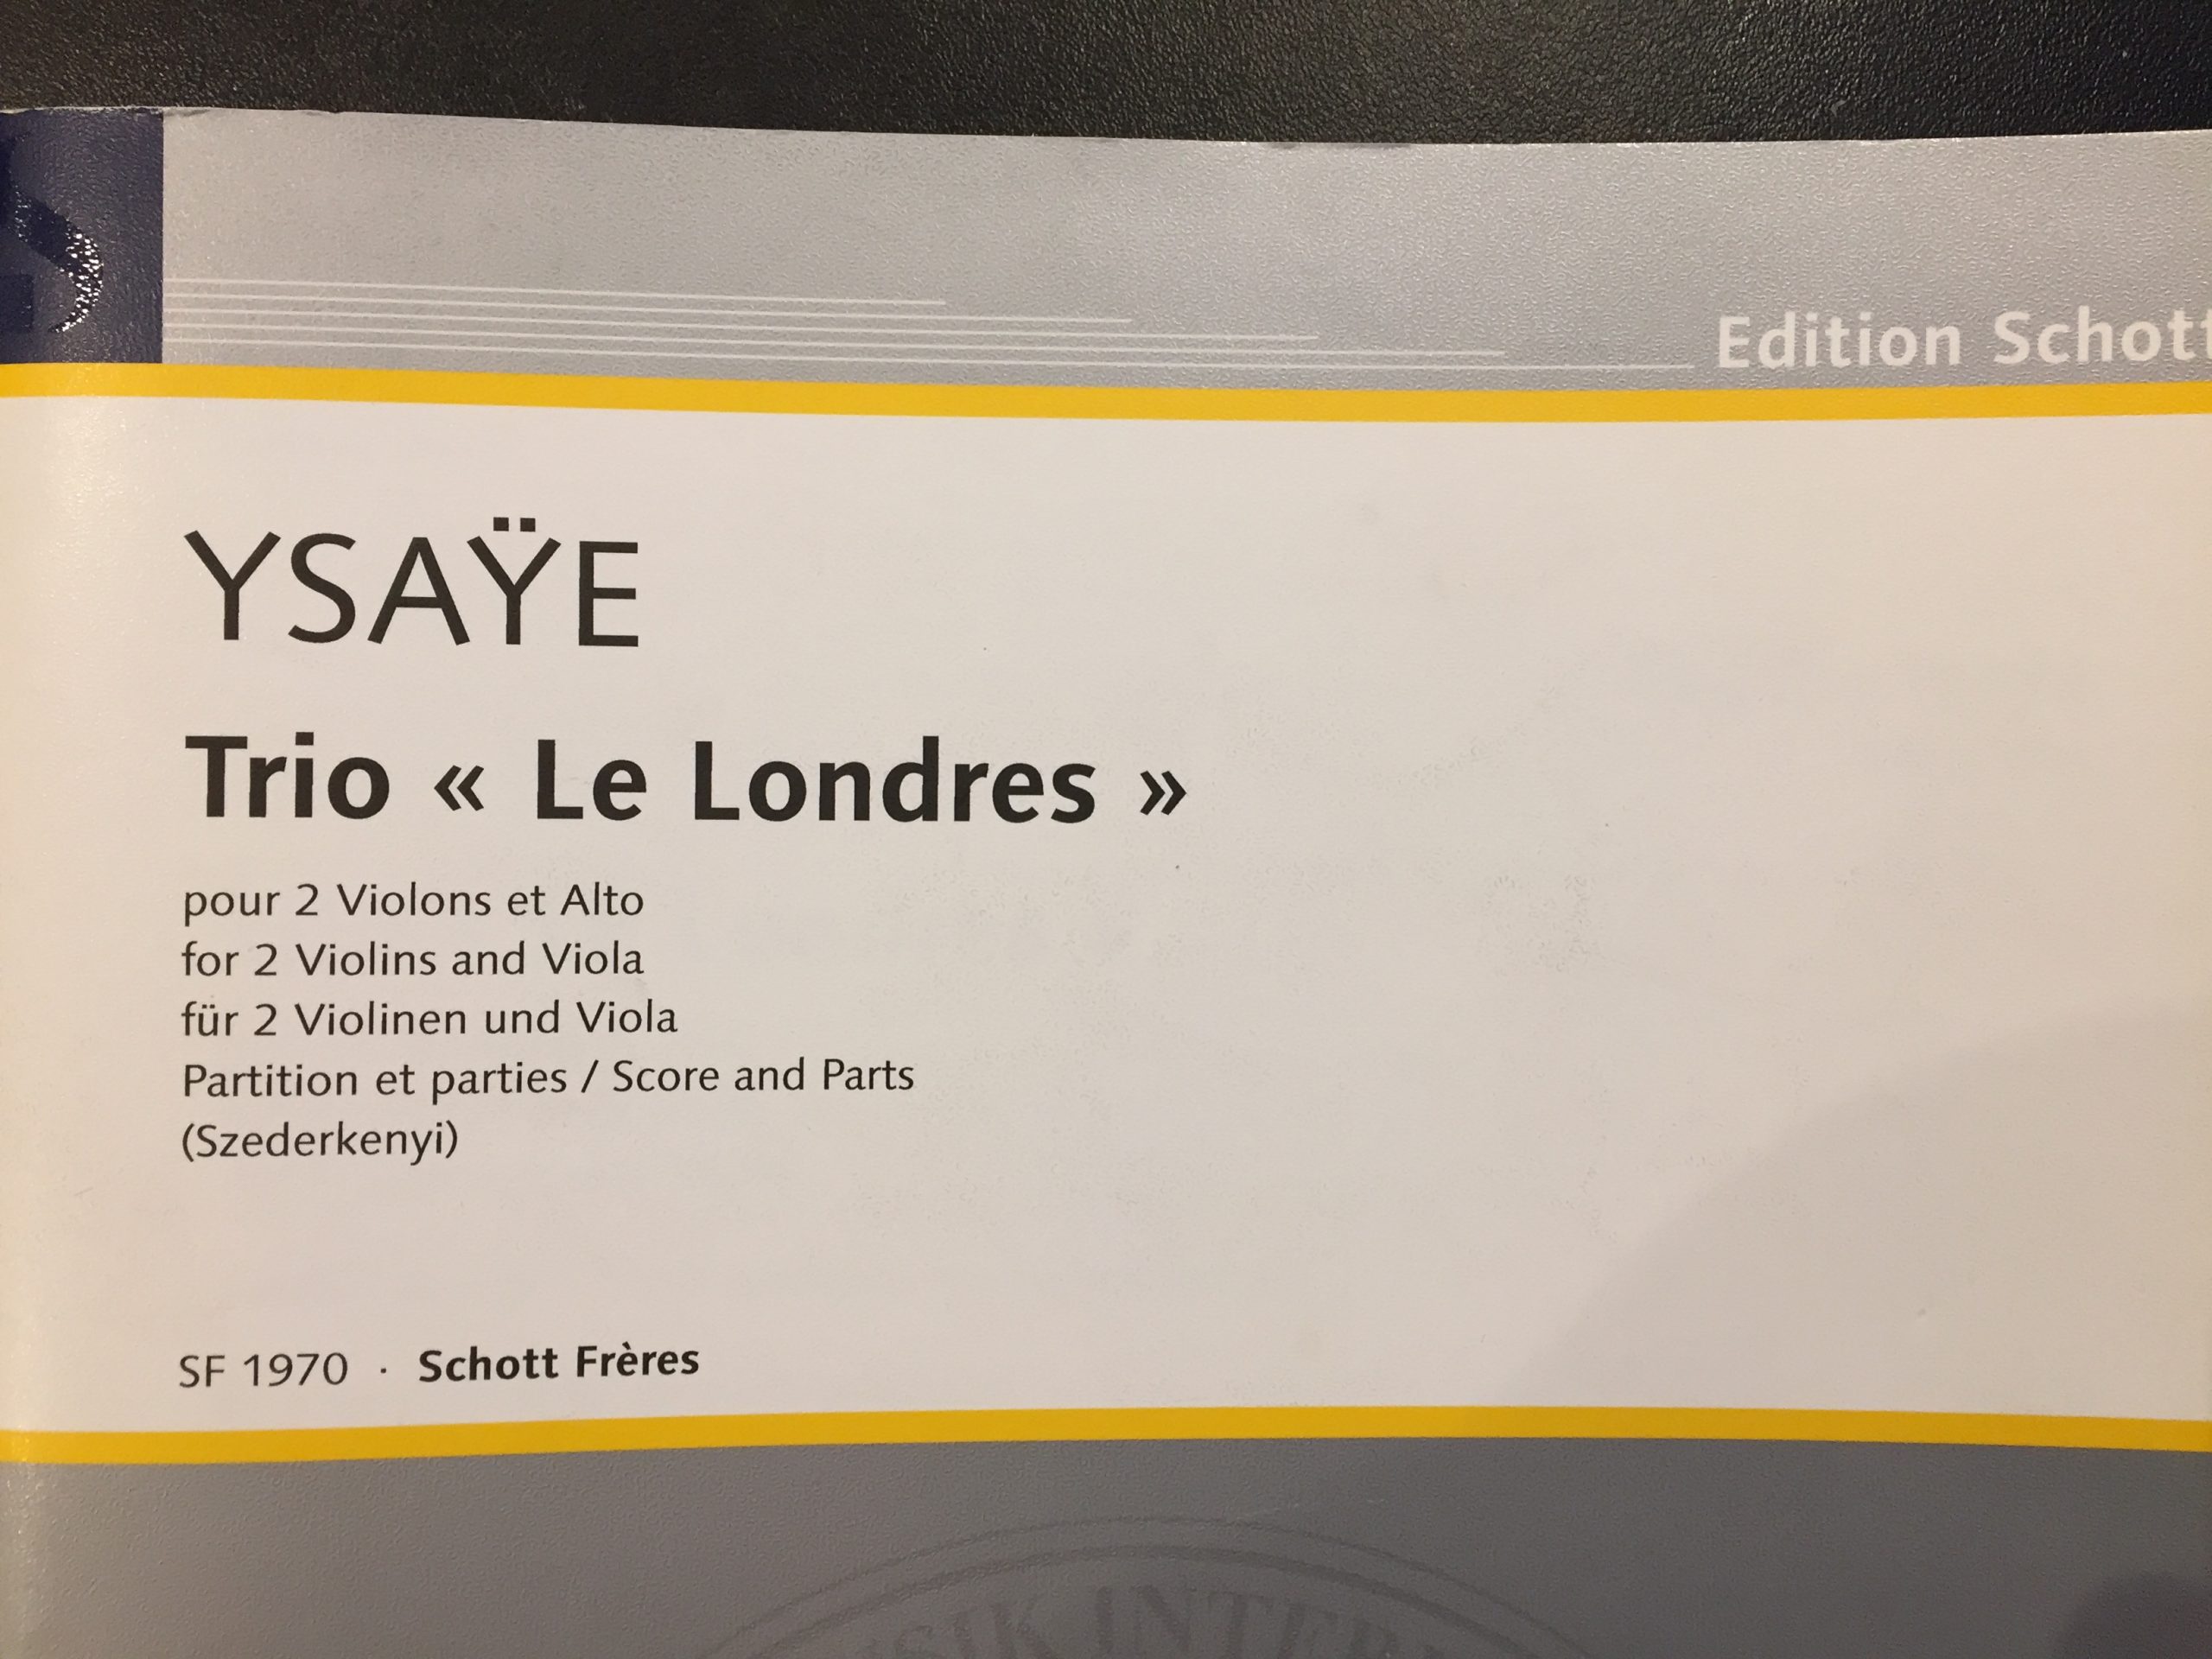 Edition Schott
YSAŸE
Trio « Le Londres »
pour 2 Violons et Alto
for 2 Violins and Viola
für 2 Violinen und Viola
Partition et parties / Score and Parts
(Szederkenyi)
SF 1970 · Schott Frères